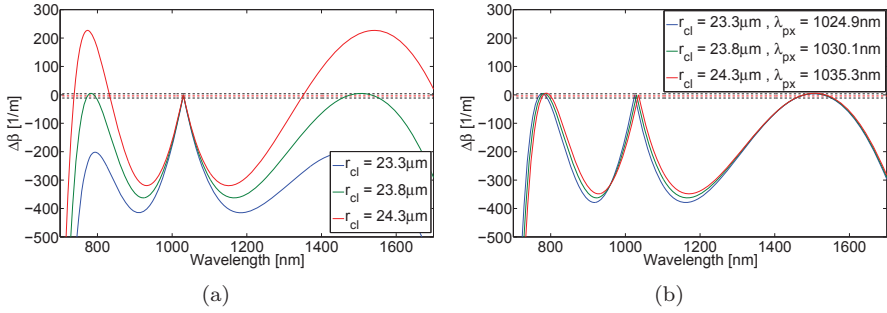 300
200
100
0
-100
-200
-300
-400
-500
Δβ [1/m]
800 1000 1200 1400 1600
Wavelength [nm]
r_cl = 23.3μm
r_cl = 23.8μm
r_cl = 24.3μm
(a)
300
200
100
0
-100
-200
-300
-400
-500
Δβ [1/m]
800 1000 1200 1400 1600
Wavelength [nm]
r_cl = 23.3μm , λ_px = 1024.9nm
r_cl = 23.8μm , λ_px = 1030.1nm
r_cl = 24.3μm , λ_px = 1035.3nm
(b)